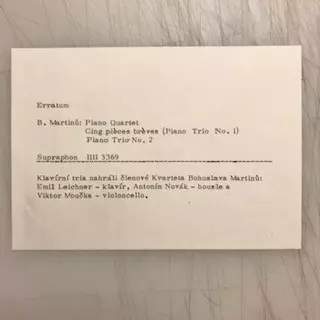 Erratum
B. Martinů: Piano Quartet
Cinq pièces brèves (Piano Trio No. 1)
Piano Trio No. 2
Supraphon 1111 3369
Klavírní tria nahráli členové Kvarteta Bohuslava Martinů:
Emil Leichner - klavír, Antonín Novák - housle a
Viktor Moučka - violoncello.